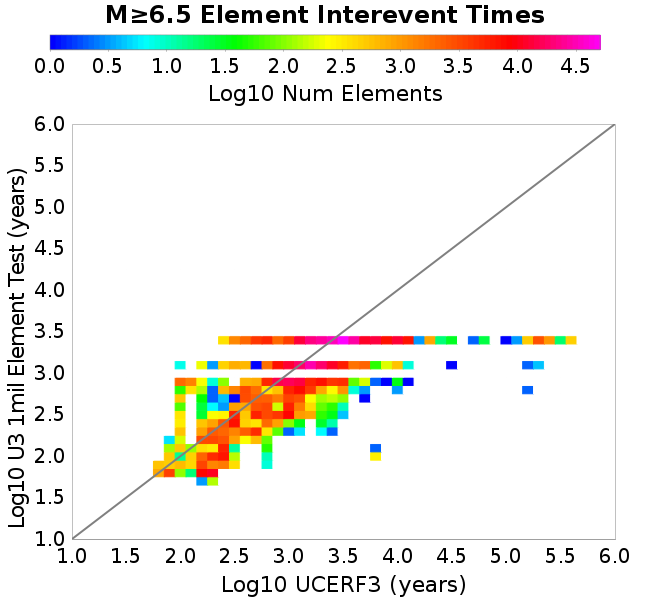 M≥6.5 Element Interevent Times
0.0 0.5 1.0 1.5 2.0 2.5 3.0 3.5 4.0 4.5
Log10 Num Elements
6.0
5.5
5.0
4.5
4.0
3.5
3.0
2.5
2.0
1.5
1.0
Log10 U3 1mil Element Test (years)
1.0 1.5 2.0 2.5 3.0 3.5 4.0 4.5 5.0 5.5 6.0
Log10 UCERF3 (years)